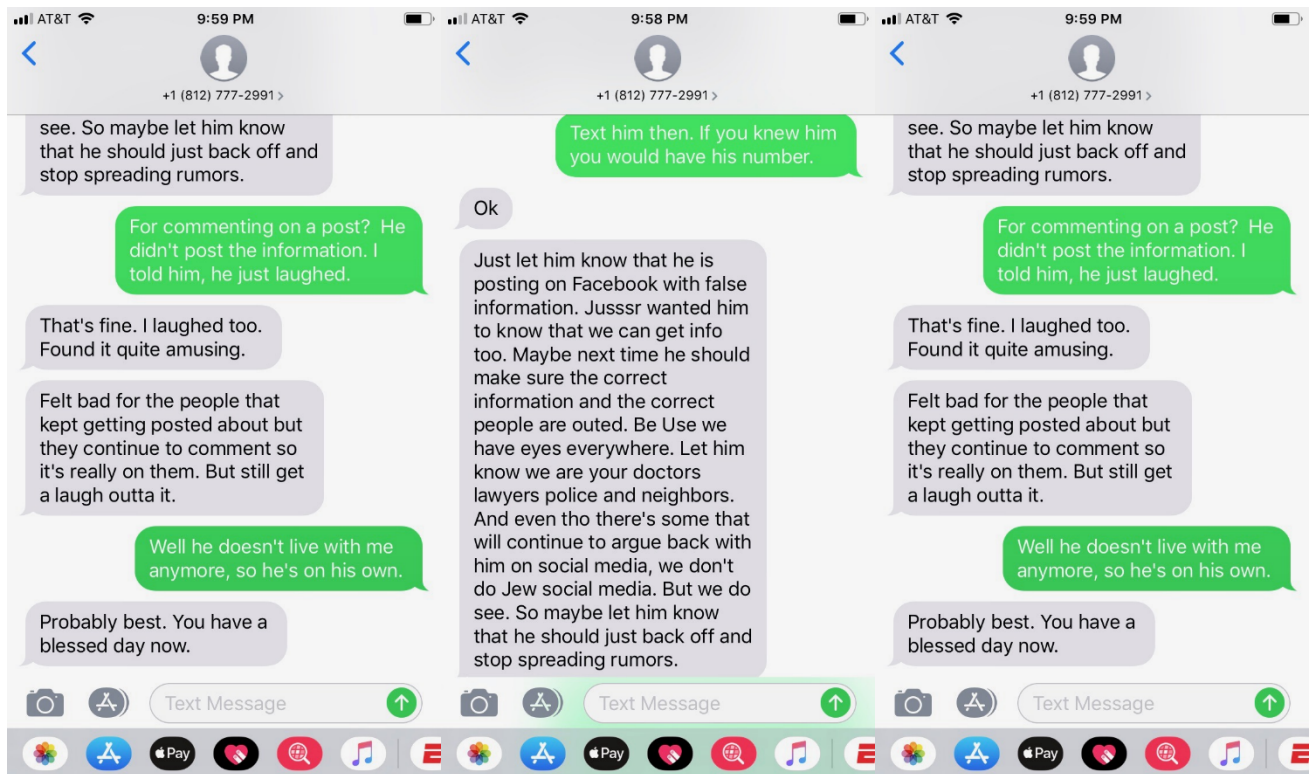 AT&T 9:59 PM
+1 (812) 777-2991 >
see. So maybe let him know
that he should just back off and
stop spreading rumors.
For commenting on a post?  He
didn't post the information. I
told him, he just laughed.
That's fine. I laughed too.
Found it quite amusing.
Felt bad for the people that
kept getting posted about but
they continue to comment so
it's really on them. But still get
a laugh outta it.
Well he doesn't live with me
anymore, so he's on his own.
Probably best. You have a
blessed day now.
Text Message
Pay
AT&T 9:58 PM
+1 (812) 777-2991 >
Text him then. If you knew him
you would have his number.
Ok
Just let him know that he is
posting on Facebook with false
information. Jusssr wanted him
to know that we can get info
too. Maybe next time he should
make sure the correct
information and the correct
people are outed. Be Use we
have eyes everywhere. Let him
know we are your doctors
lawyers police and neighbors.
And even tho there's some that
will continue to argue back with
him on social media, we don't
do Jew social media. But we do
see. So maybe let him know
that he should just back off and
stop spreading rumors.
Text Message
Pay
AT&T 9:59 PM
+1 (812) 777-2991 >
see. So maybe let him know
that he should just back off and
stop spreading rumors.
For commenting on a post?  He
didn't post the information. I
told him, he just laughed.
That's fine. I laughed too.
Found it quite amusing.
Felt bad for the people that
kept getting posted about but
they continue to comment so
it's really on them. But still get
a laugh outta it.
Well he doesn't live with me
anymore, so he's on his own.
Probably best. You have a
blessed day now.
Text Message
Pay